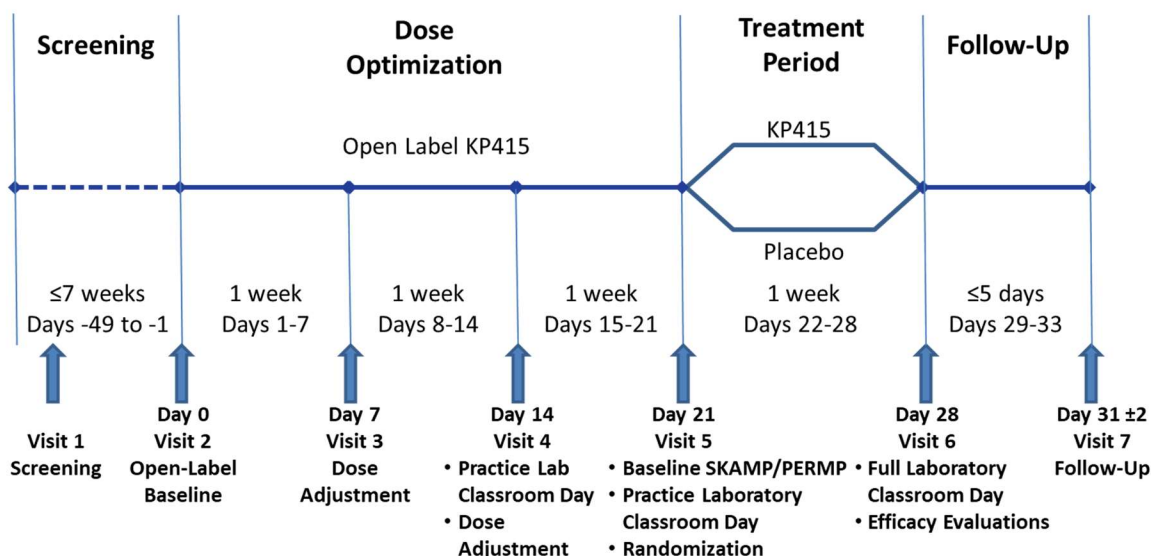 Screening
Dose
Optimization
Treatment
Period
Follow-Up
Open Label KP415
KP415
Placebo
≤7 weeks
Days -49 to -1
1 week
Days 1-7
1 week
Days 8-14
1 week
Days 15-21
1 week
Days 22-28
≤5 days
Days 29-33
Visit 1
Screening
Day 0
Visit 2
Open-Label
Baseline
Day 7
Visit 3
Dose
Adjustment
Day 14
Visit 4
• Practice Lab
Classroom Day
• Dose
Adjustment
Day 21
Visit 5
• Baseline SKAMP/PERMP
• Practice Laboratory
Classroom Day
• Randomization
Day 28
Visit 6
• Full Laboratory
Classroom Day
• Efficacy Evaluations
Day 31 ±2
Visit 7
Follow-Up